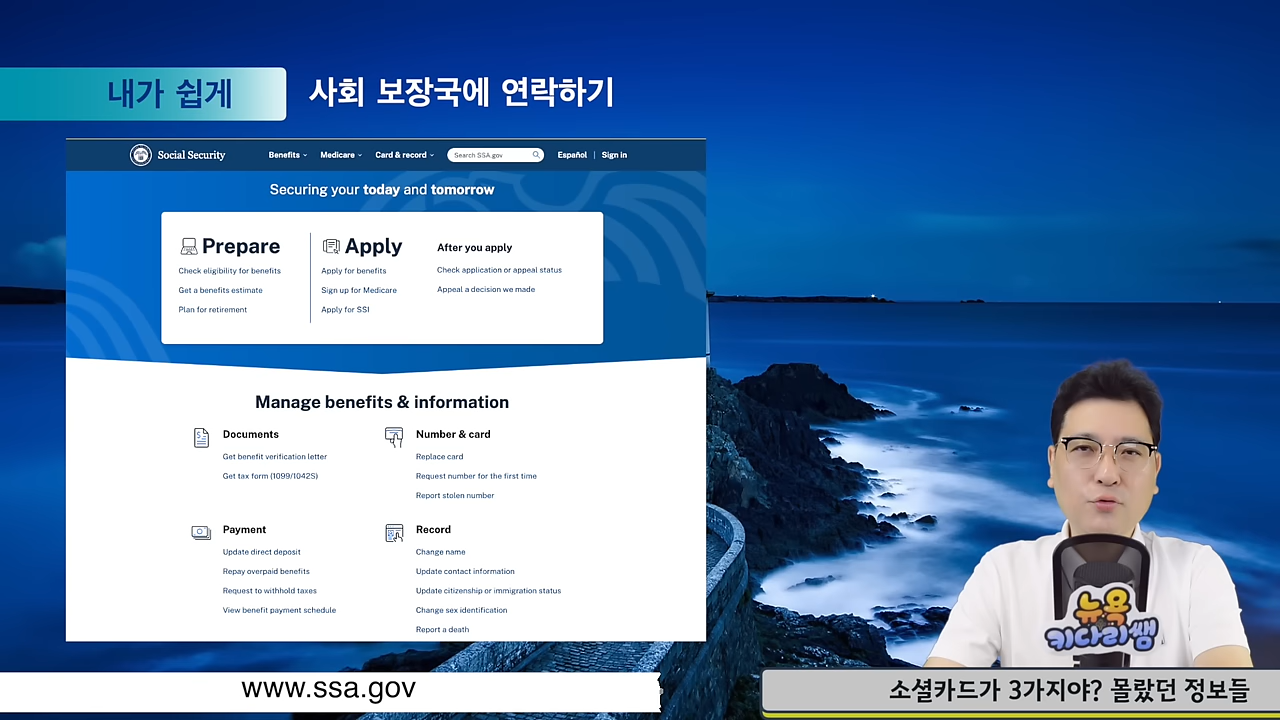 내가 쉽게
사회 보장국에 연락하기
Social Security
Benefits
Medicare
Card & record
Search SSA.gov
Español
Sign in
Securing your today and tomorrow
Prepare
Check eligibility for benefits
Get a benefits estimate
Plan for retirement
Apply
Apply for benefits
Sign up for Medicare
Apply for SSI
After you apply
Check application or appeal status
Appeal a decision we made
Manage benefits & information
Documents
Get benefit verification letter
Get tax form (1099/1042S)
Number & card
Replace card
Request number for the first time
Report stolen number
Payment
Update direct deposit
Repay overpaid benefits
Request to withhold taxes
View benefit payment schedule
Record
Change name
Update contact information
Update citizenship or immigration status
Change sex identification
Report a death
뉴욕
키다리쌤
www.ssa.gov
소셜카드가 3가지야? 몰랐던 정보들